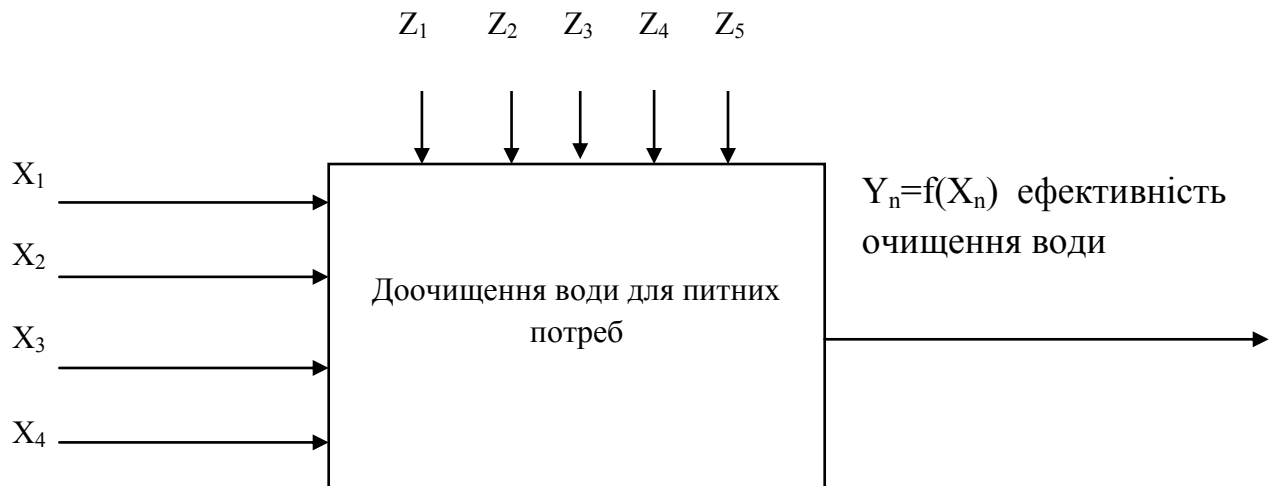 Z₁ Z₂ Z₃ Z₄ Z₅
X₁
Yₙ=f(Xₙ) ефективність
очищення води
X₂
Доочищення води для питних
потреб
X₃
X₄